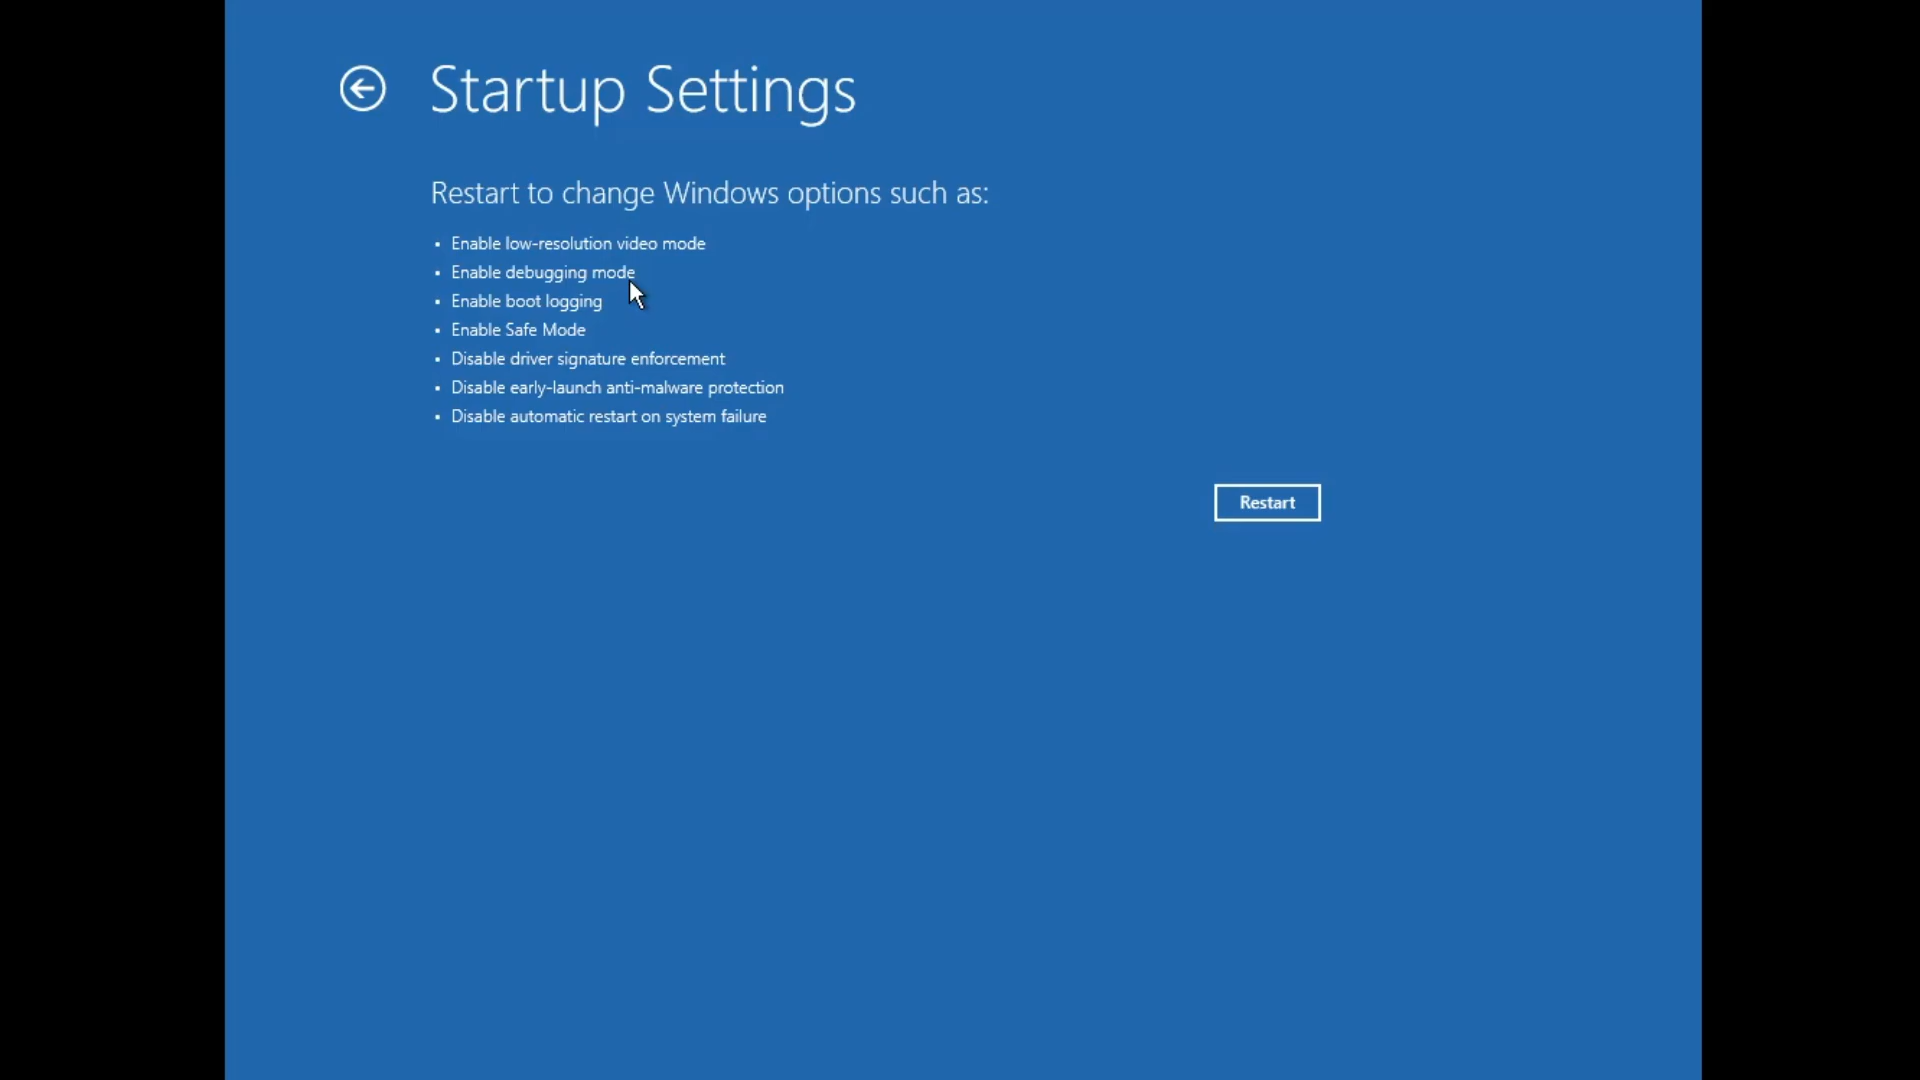 Startup Settings
Restart to change Windows options such as:
Enable low-resolution video mode
Enable debugging mode
Enable boot logging
Enable Safe Mode
Disable driver signature enforcement
Disable early-launch anti-malware protection
Disable automatic restart on system failure
Restart